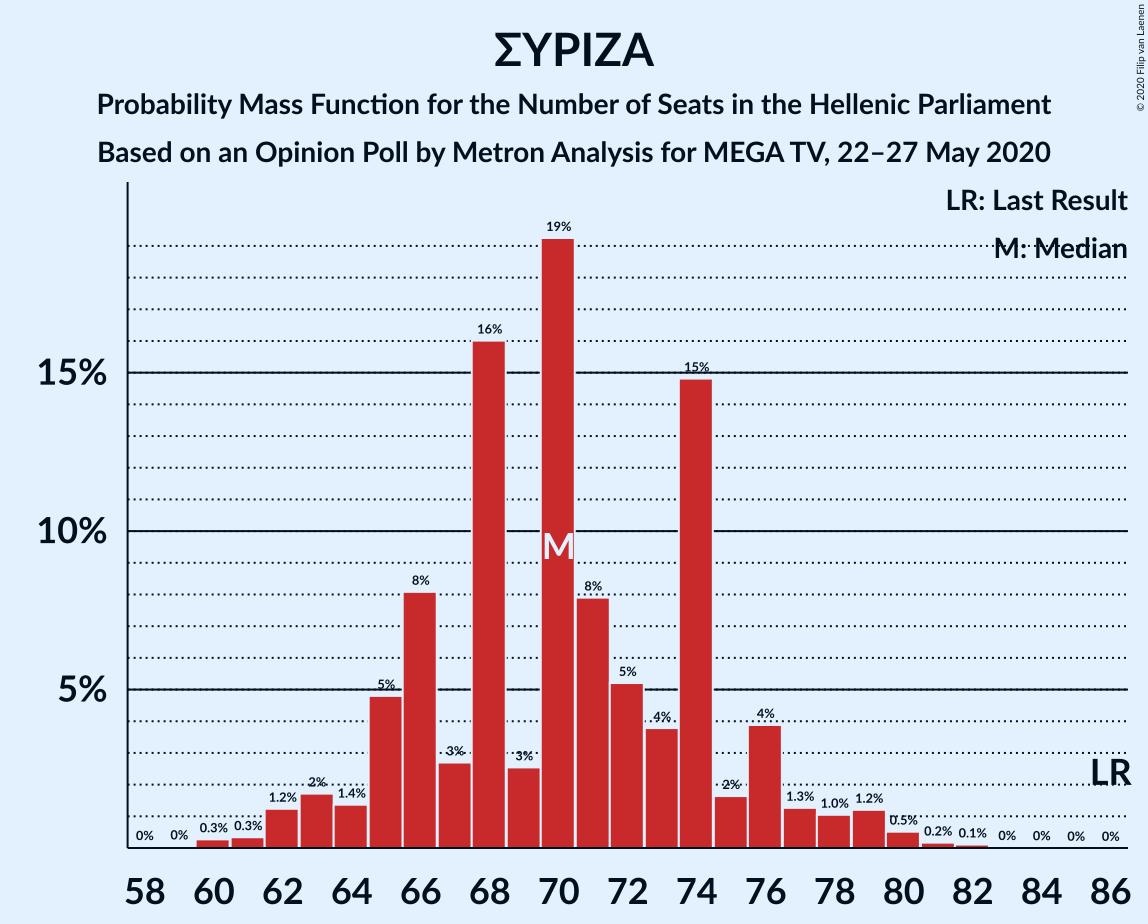 ΣΥΡΙΖΑ
© 2020 Filip van Laenen
Probability Mass Function for the Number of Seats in the Hellenic Parliament
Based on an Opinion Poll by Metron Analysis for MEGA TV, 22–27 May 2020
LR: Last Result
M: Median
15%
10%
5%
0% 0% 0.3% 0.3% 1.2% 2% 1.4% 5% 8% 3% 16% 3% 19% 8% 5% 4% 15% 2% 4% 1.3% 1.0% 1.2% 0.5% 0.2% 0.1% 0% 0% 0% 0%
M
LR
58 60 62 64 66 68 70 72 74 76 78 80 82 84 86